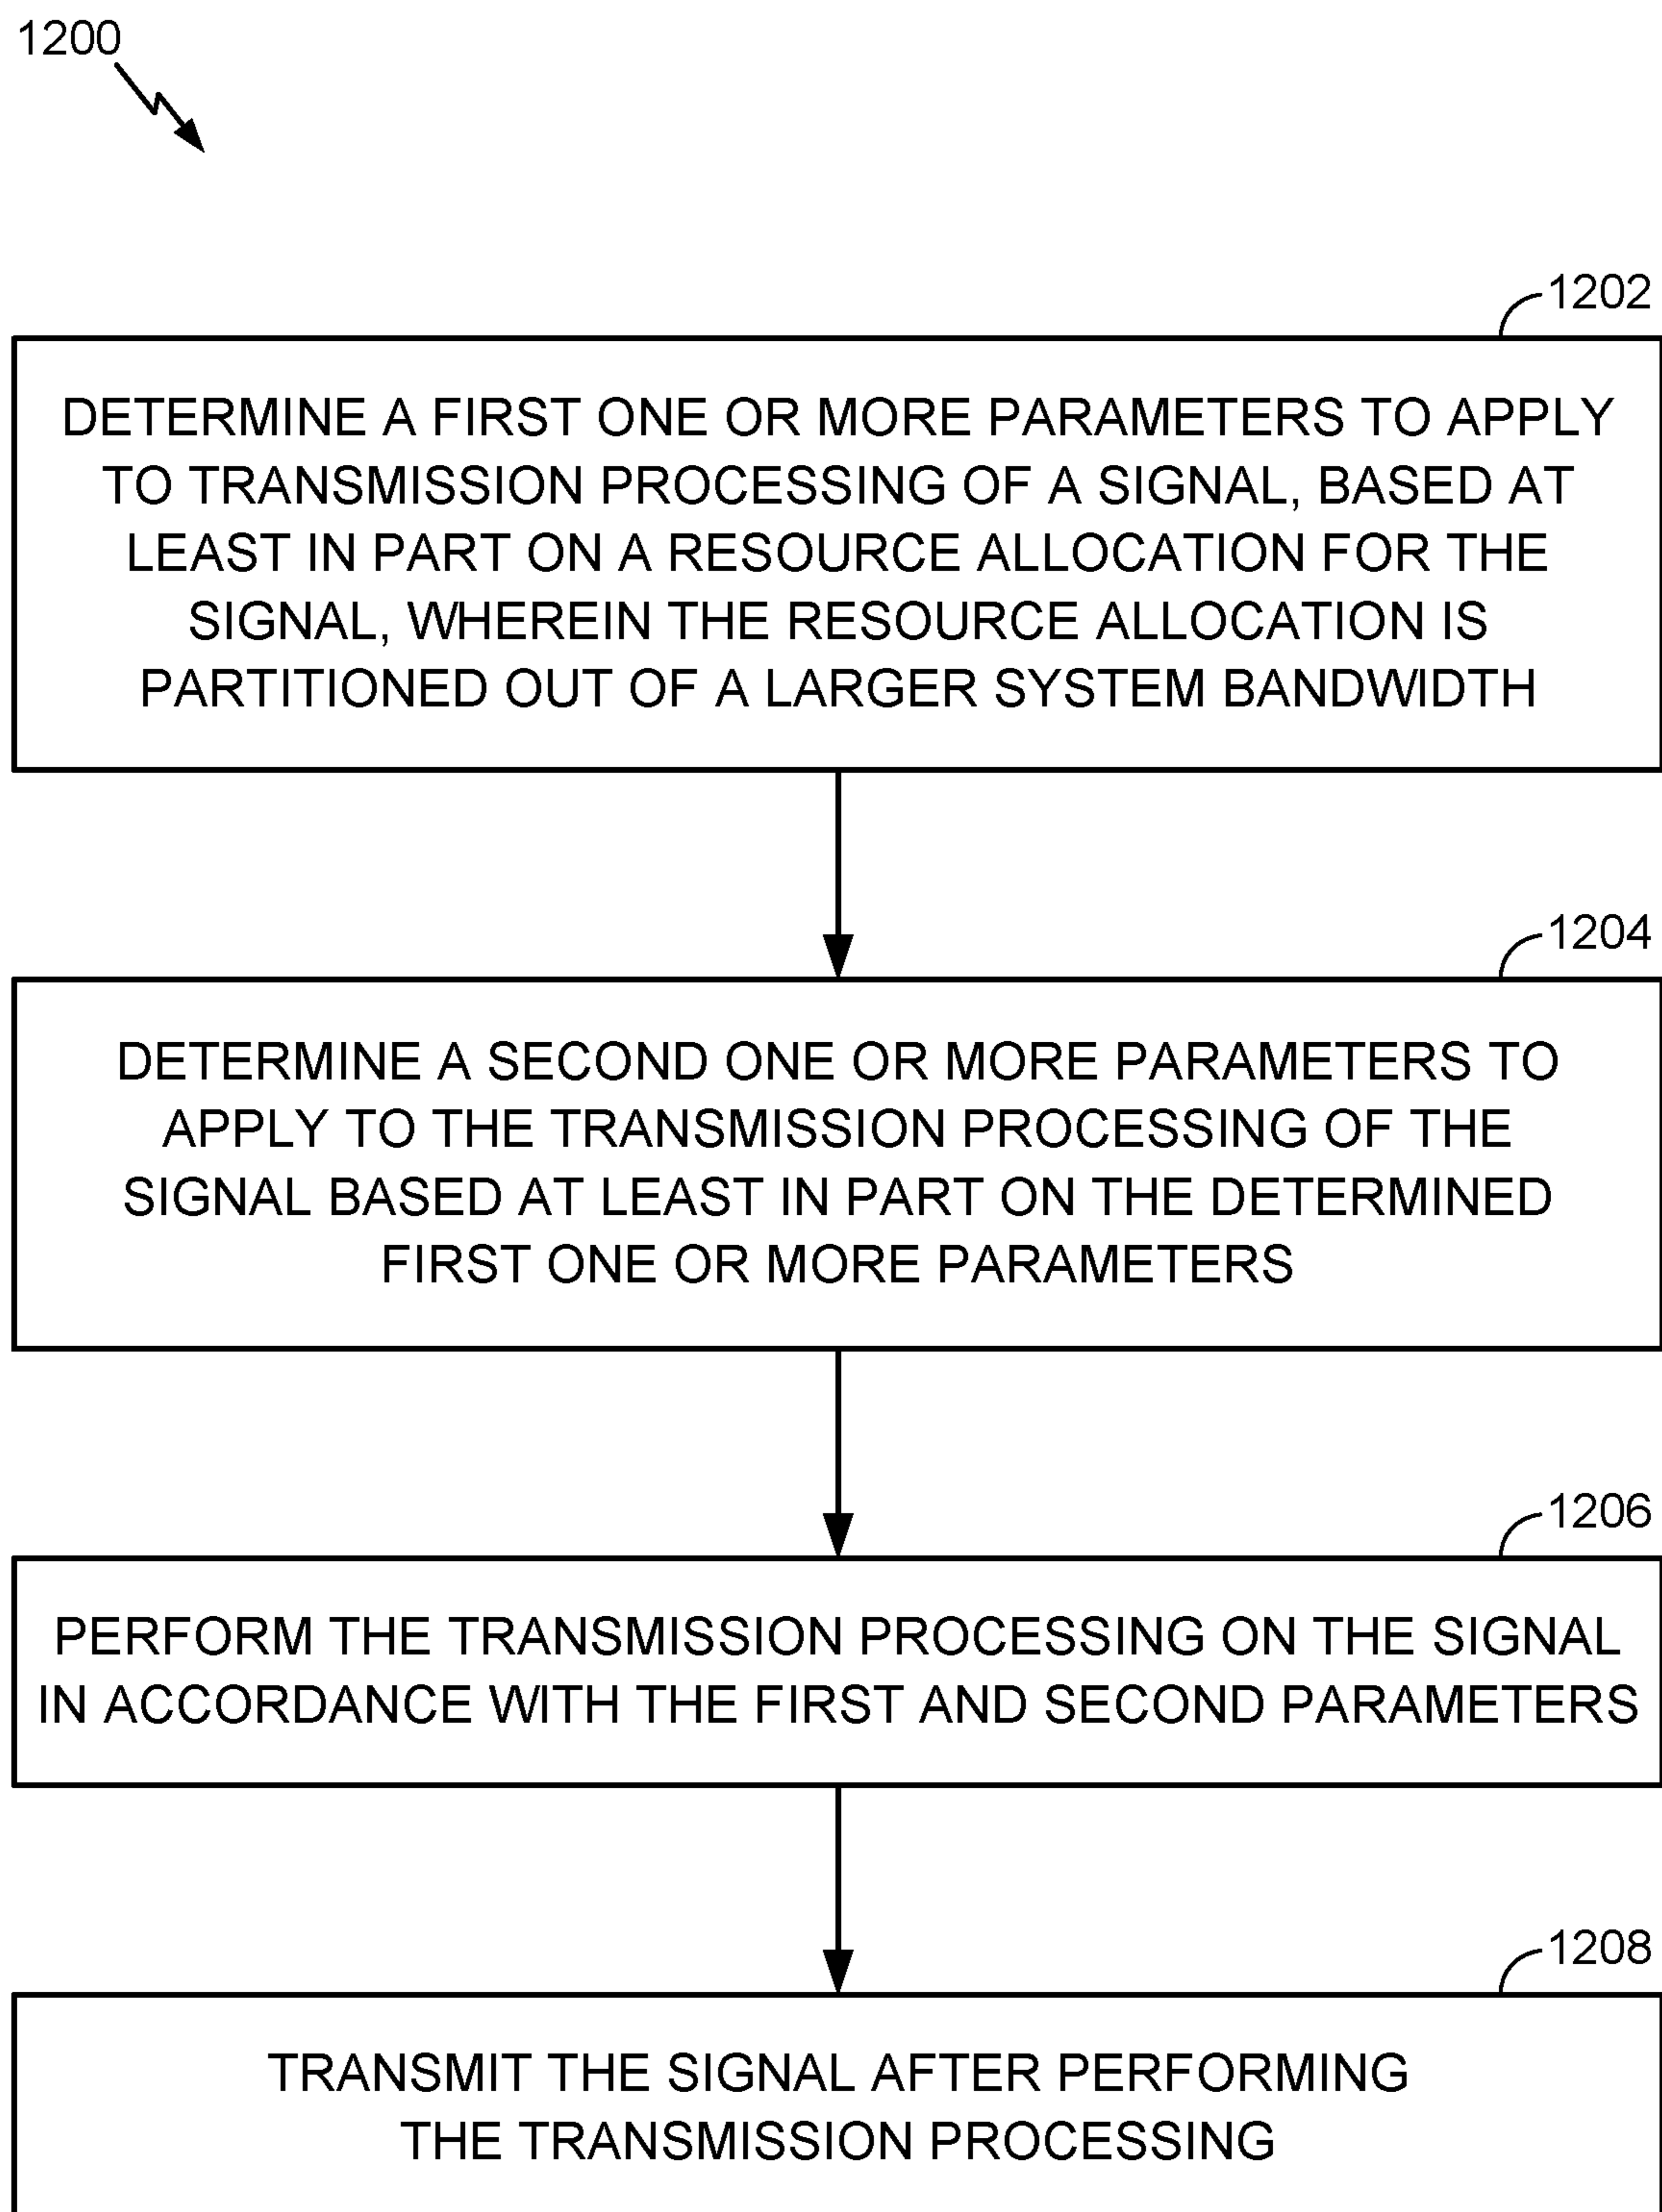 1200
1202
DETERMINE A FIRST ONE OR MORE PARAMETERS TO APPLY
TO TRANSMISSION PROCESSING OF A SIGNAL, BASED AT
LEAST IN PART ON A RESOURCE ALLOCATION FOR THE
SIGNAL, WHEREIN THE RESOURCE ALLOCATION IS
PARTITIONED OUT OF A LARGER SYSTEM BANDWIDTH
1204
DETERMINE A SECOND ONE OR MORE PARAMETERS TO
APPLY TO THE TRANSMISSION PROCESSING OF THE
SIGNAL BASED AT LEAST IN PART ON THE DETERMINED
FIRST ONE OR MORE PARAMETERS
1206
PERFORM THE TRANSMISSION PROCESSING ON THE SIGNAL
IN ACCORDANCE WITH THE FIRST AND SECOND PARAMETERS
1208
TRANSMIT THE SIGNAL AFTER PERFORMING
THE TRANSMISSION PROCESSING